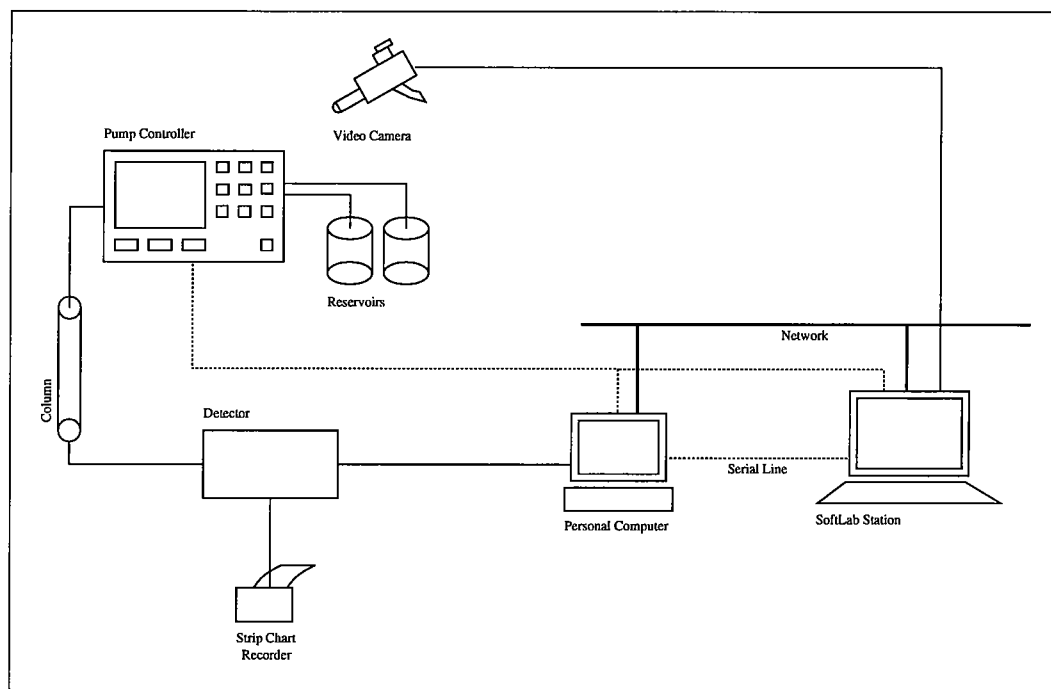 Video Camera
Pump Controller
Reservoirs
Network
Column
Detector
Serial Line
Personal Computer
SoftLab Station
Strip Chart
Recorder